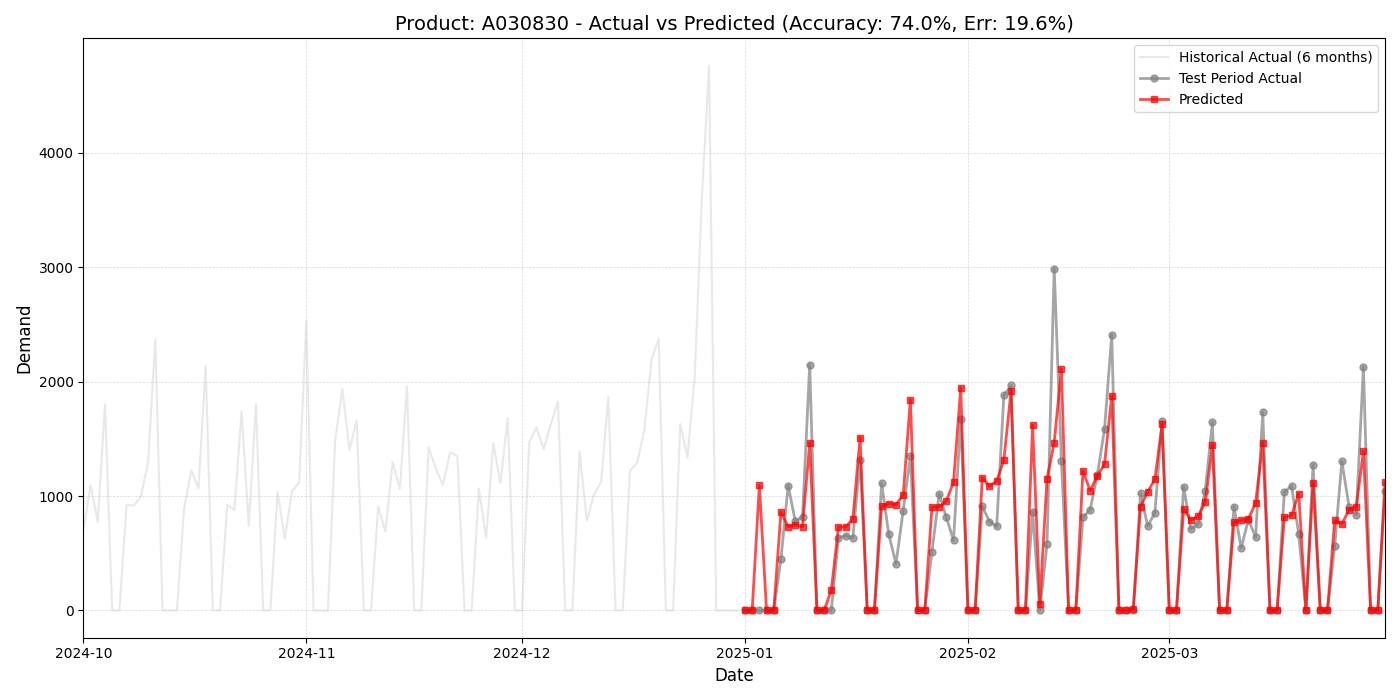 Product: A030830 - Actual vs Predicted (Accuracy: 74.0%, Err: 19.6%)
Historical Actual (6 months)
Test Period Actual
Predicted
Demand
4000
3000
2000
1000
0
2024-10
2024-11
2024-12
2025-01
2025-02
2025-03
Date